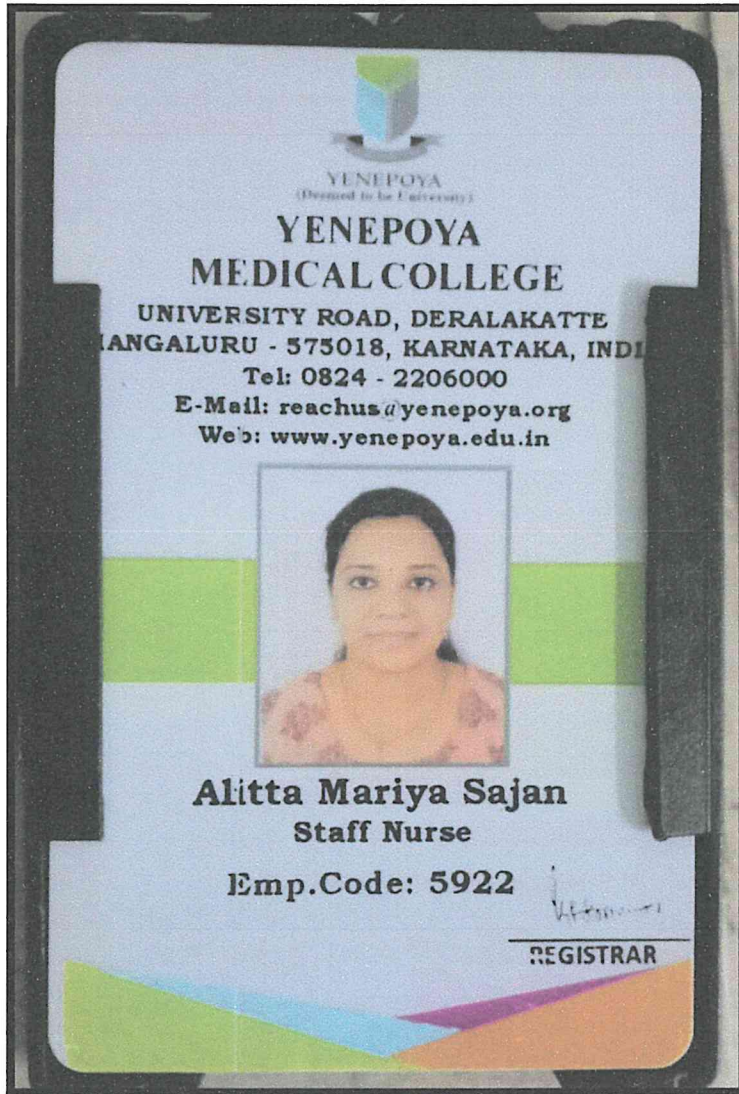 YENEPOYA
(Deemed to be University)
YENEPOYA
MEDICAL COLLEGE
UNIVERSITY ROAD, DERALAKATTE
ANGALURU - 575018, KARNATAKA, INDI
Tel: 0824 - 2206000
E-Mail: reachus@yenepoya.org
Web: www.yenepoya.edu.in
Alitta Mariya Sajan
Staff Nurse
Emp.Code: 5922
REGISTRAR